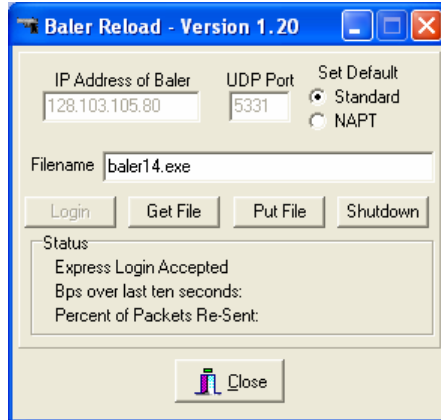 Baler Reload - Version 1.20
IP Address of Baler UDP Port Set Default
128.103.105.80 5331 Standard
NAPT
Filename baler14.exe
Login Get File Put File Shutdown
Status
Express Login Accepted
Bps over last ten seconds:
Percent of Packets Re-Sent:
Close